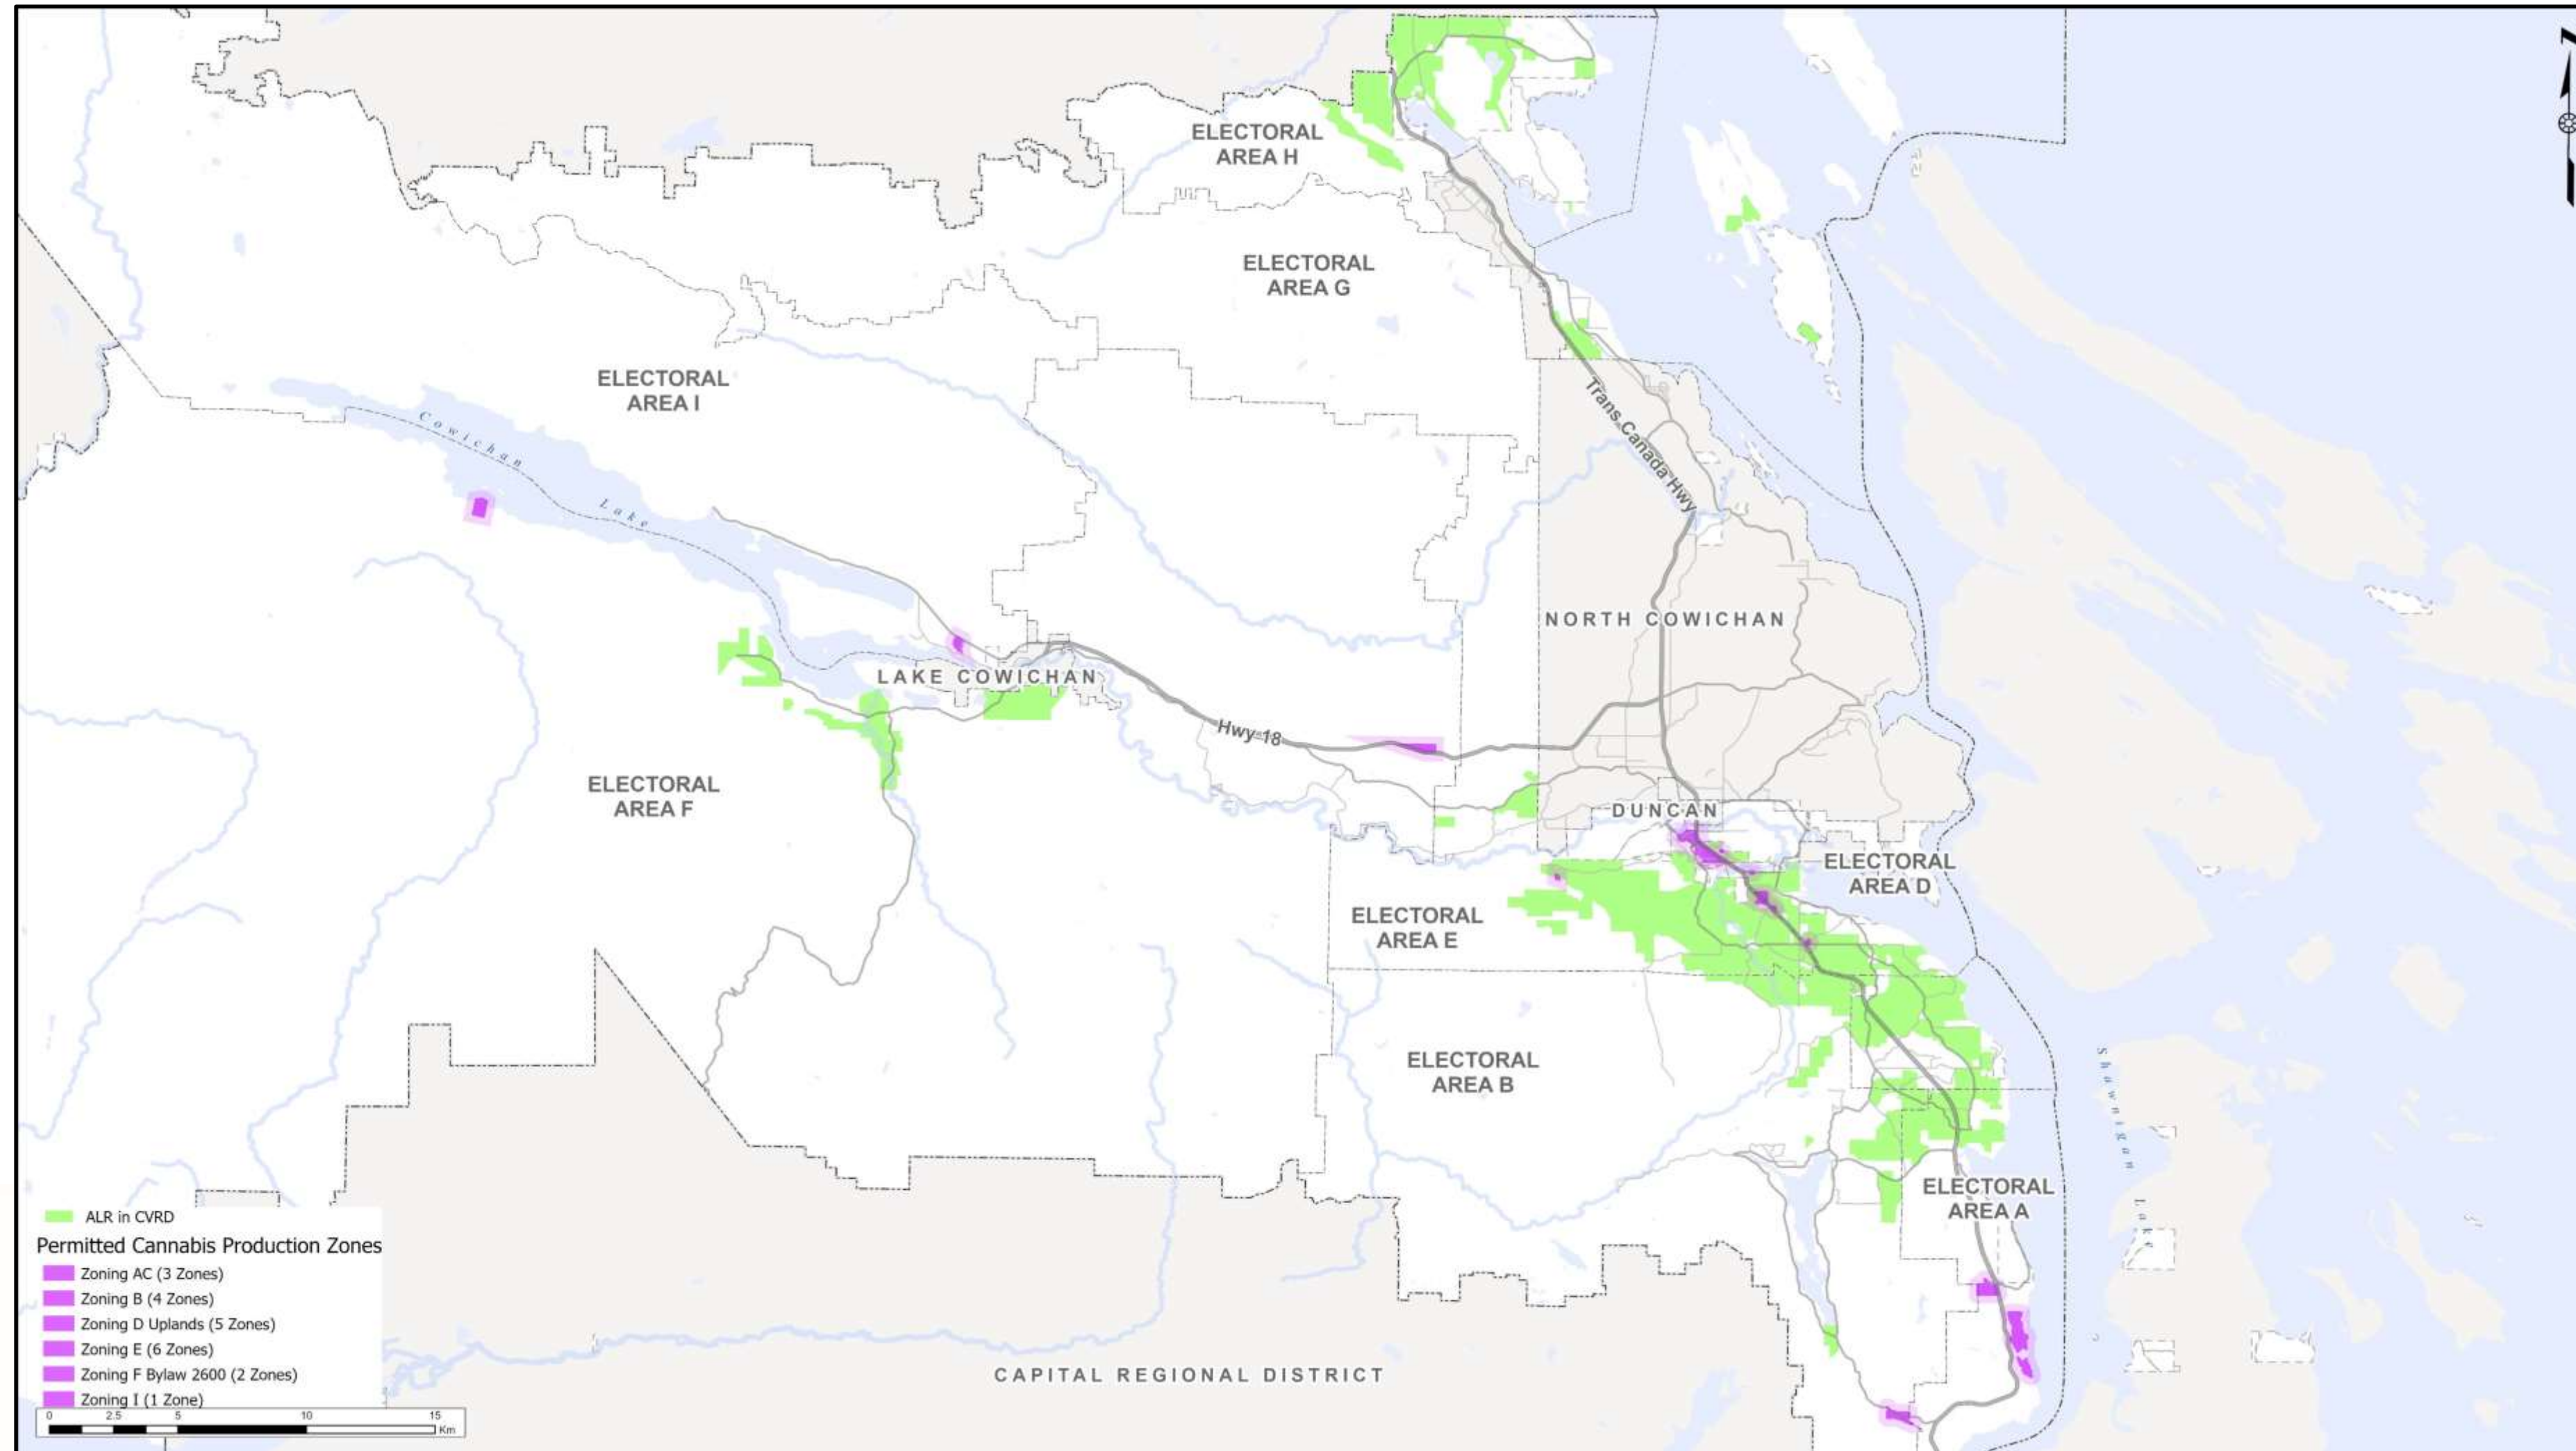 ELECTORAL
AREA H
ELECTORAL
AREA G
ELECTORAL
AREA I
Trans Canada Hwy
Cowichan
Lake
NORTH COWICHAN
LAKE COWICHAN
Hwy 18
ELECTORAL
AREA F
DUNCAN
ELECTORAL
AREA D
ELECTORAL
AREA E
ELECTORAL
AREA B
Shawnigan Lake
ELECTORAL
AREA A
CAPITAL REGIONAL DISTRICT
ALR in CVRD
Permitted Cannabis Production Zones
Zoning AC (3 Zones)
Zoning B (4 Zones)
Zoning D Uplands (5 Zones)
Zoning E (6 Zones)
Zoning F Bylaw 2600 (2 Zones)
Zoning I (1 Zone)
0 2.5 5 10 15
Km